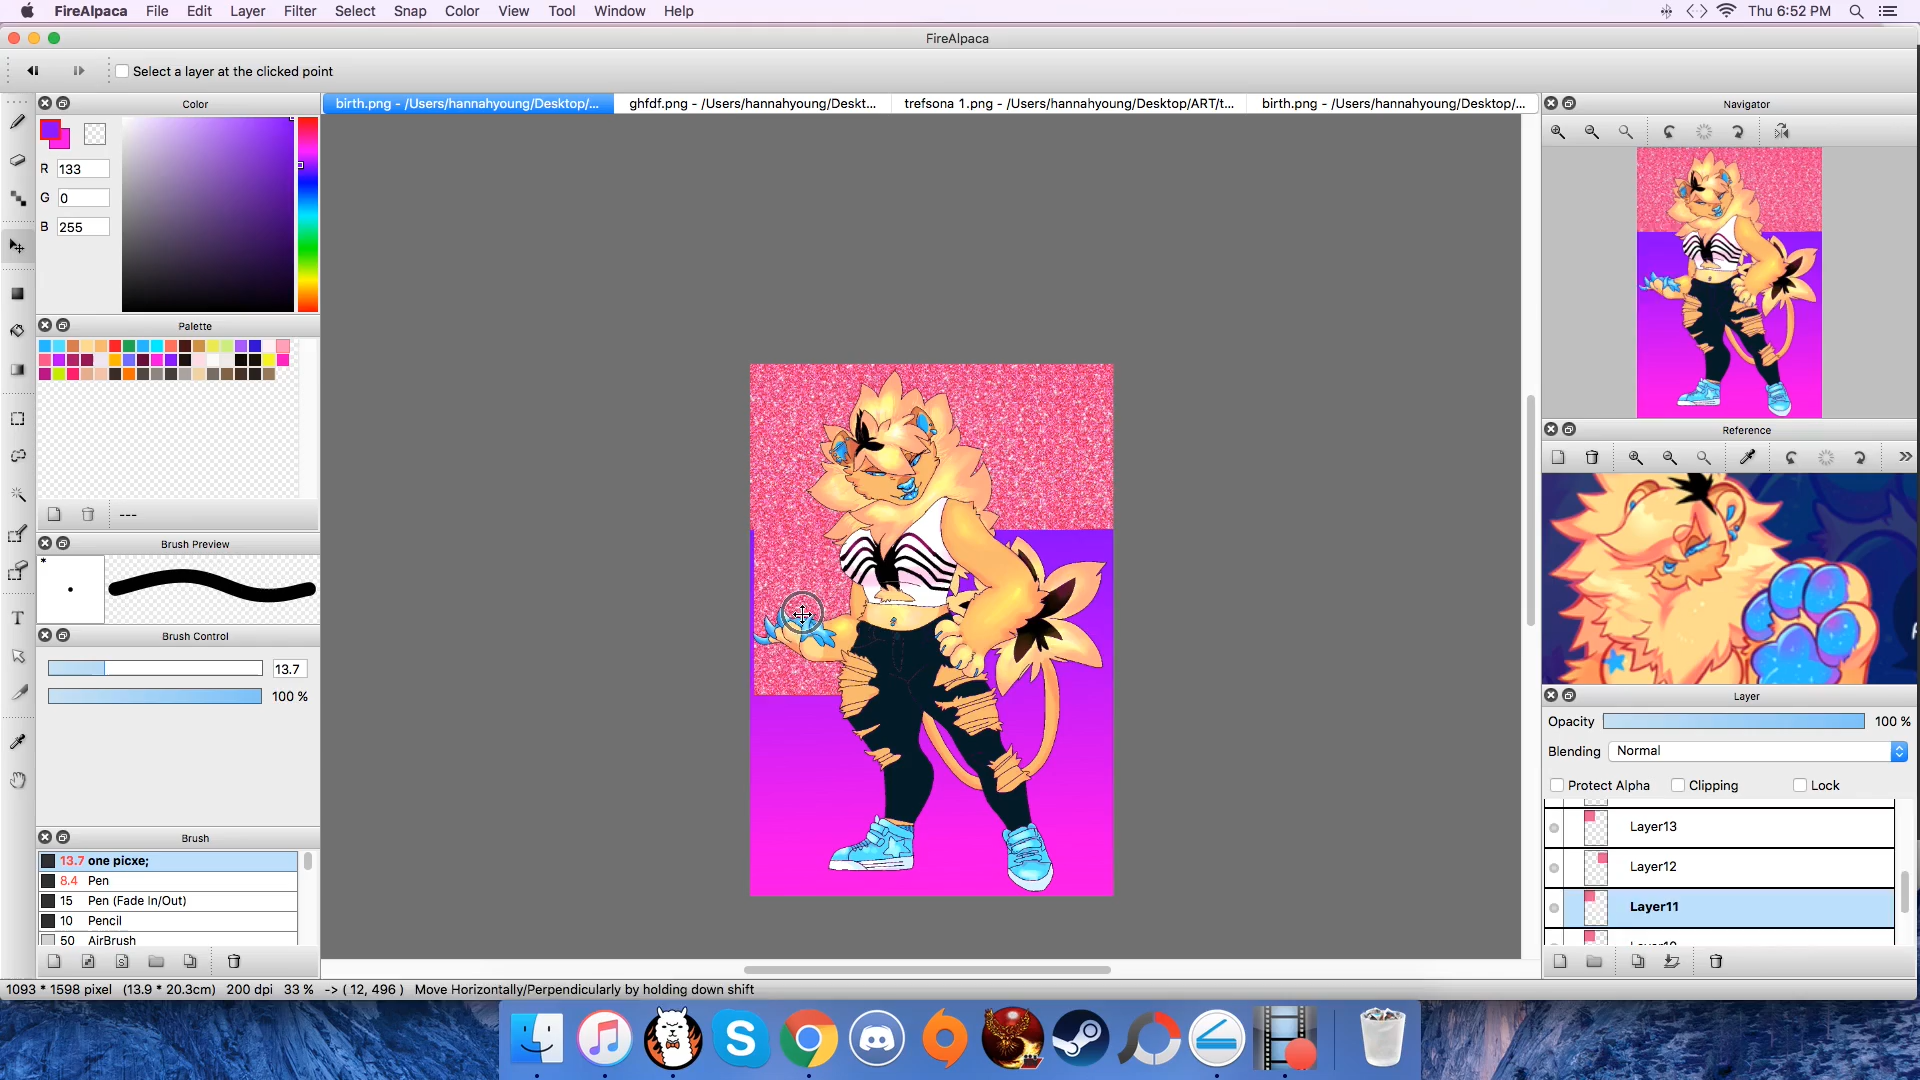 FireAlpaca File Edit Layer Filter Select Snap Color View Tool Window Help Thu 6:52 PM
FireAlpaca
Select a layer at the clicked point
Color
birth.png - /Users/hannahyoung/Desktop/...
ghfdf.png - /Users/hannahyoung/Deskt...
trefsona 1.png - /Users/hannahyoung/Desktop/ART/t...
birth.png - /Users/hannahyoung/Desktop/...
Navigator
R 133
G 0
B 255
Palette
---
Brush Preview
*
Brush Control
13.7
100 %
Brush
13.7 one picxe;
8.4 Pen
15 Pen (Fade In/Out)
10 Pencil
50 AirBrush
Reference
Layer
Opacity 100 %
Blending Normal
Protect Alpha Clipping Lock
Layer13
Layer12
Layer11
1093 * 1598 pixel (13.9 * 20.3cm) 200 dpi 33 % -> ( 12, 496 ) Move Horizontally/Perpendicularly by holding down shift